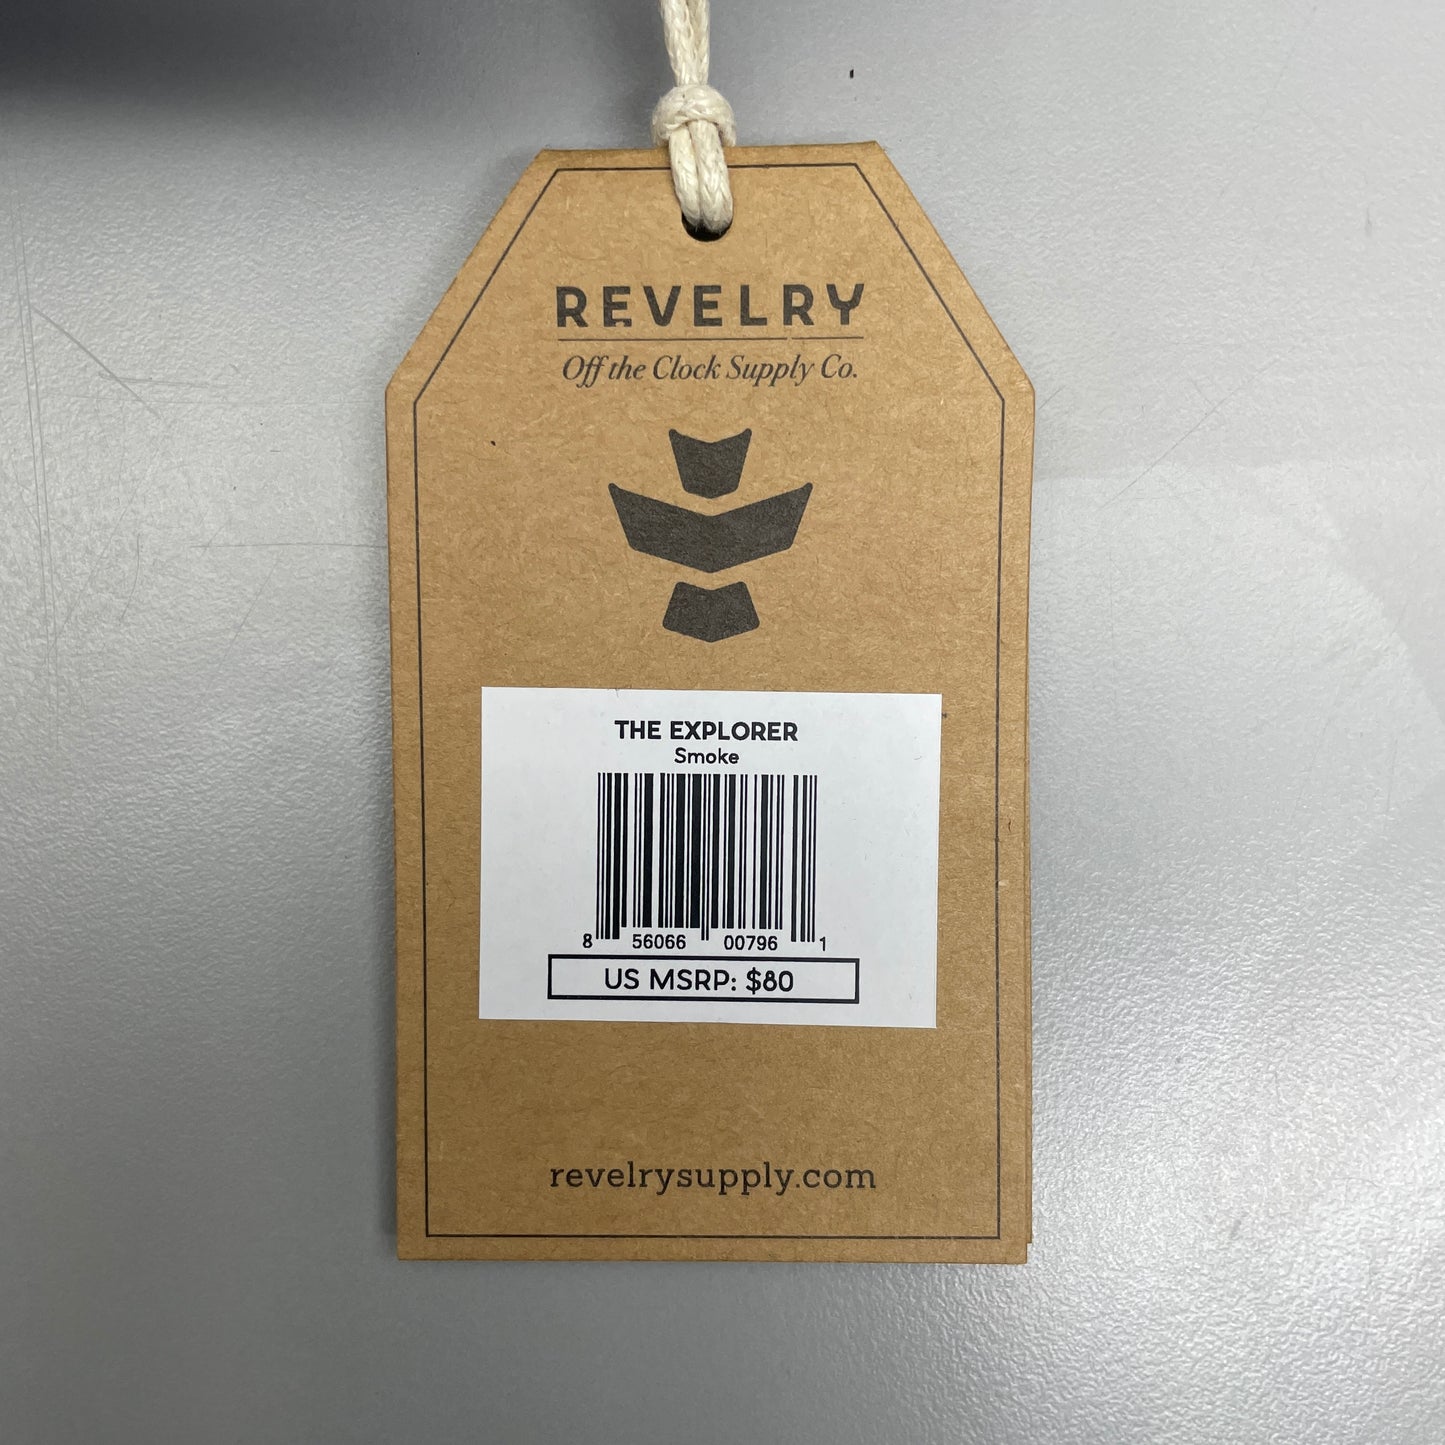 REVELRY
Off the Clock Supply Co.
THE EXPLORER
Smoke
8 56066 00796 1
US MSRP: $80
revelrysupply.com